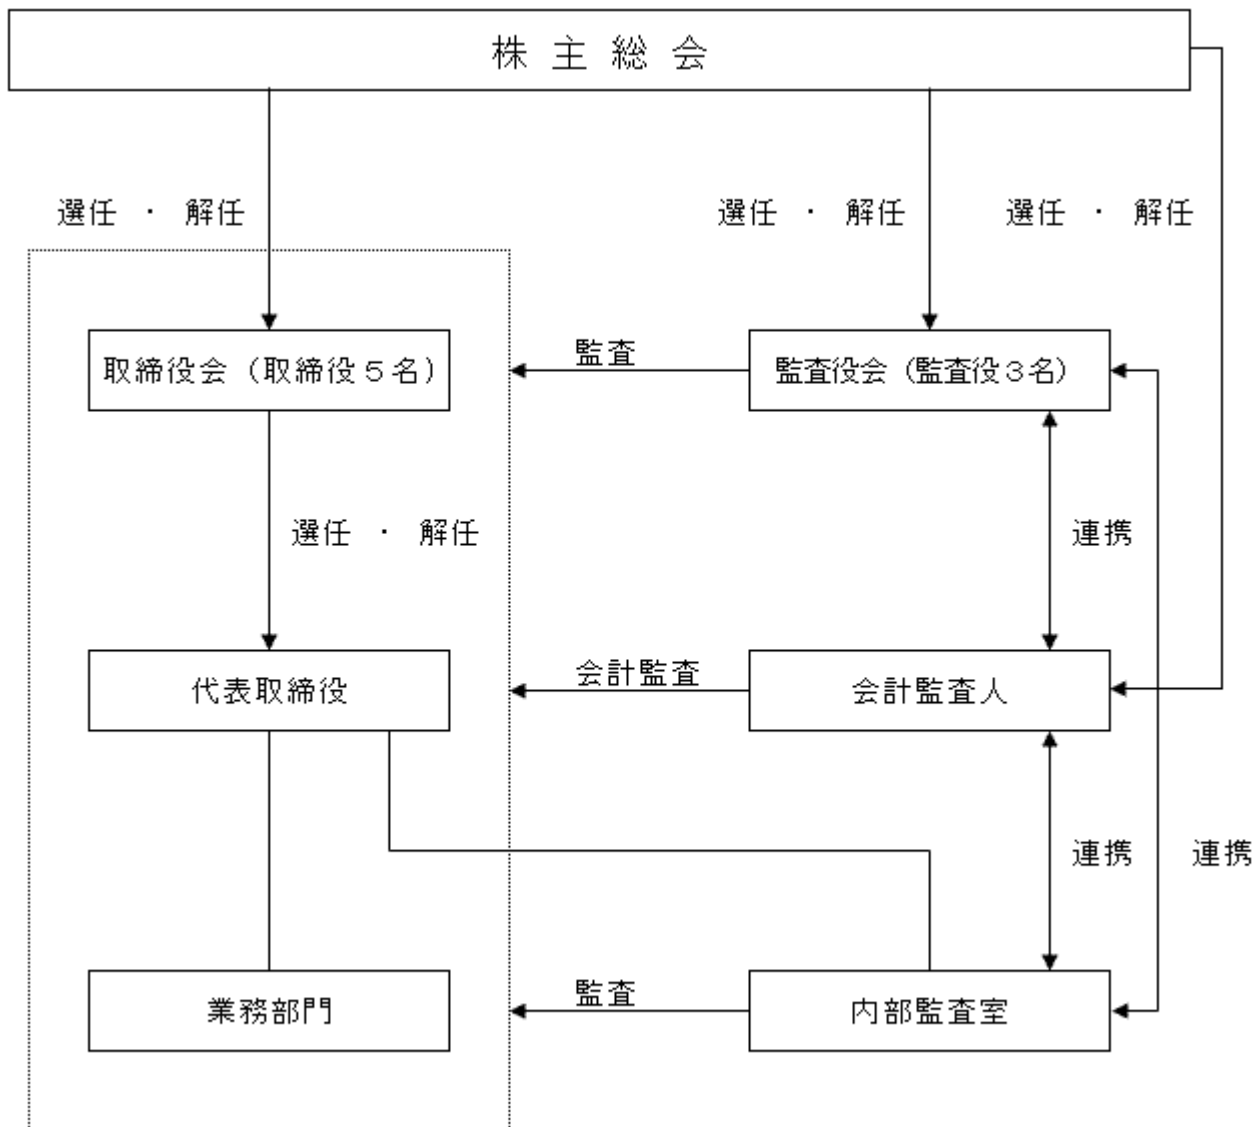 株 主 総 会
選任 ・ 解任
選任 ・ 解任
選任 ・ 解任
取締役会（取締役５名）
監査
監査役会（監査役３名）
選任 ・ 解任
連携
代表取締役
会計監査
会計監査人
連携
連携
業務部門
監査
内部監査室